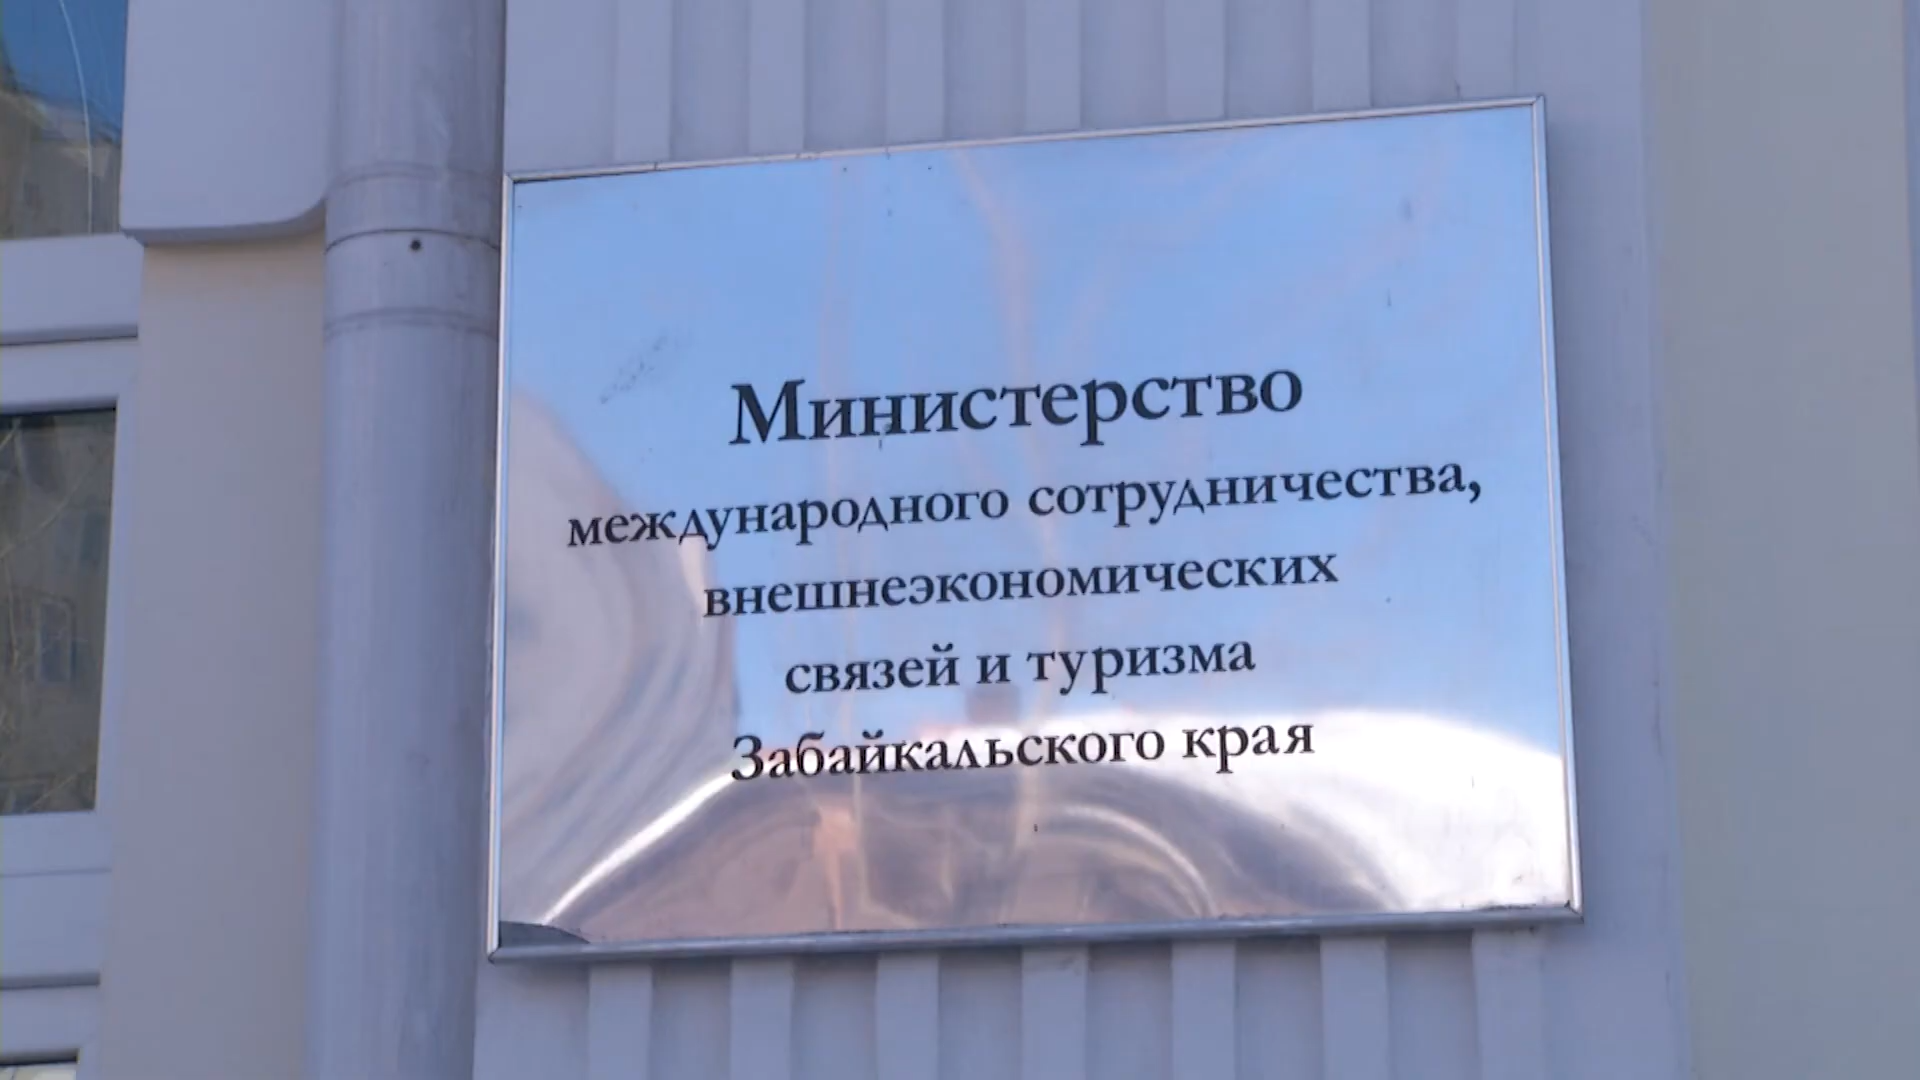 Министерство
международного сотрудничества,
внешнеэкономических
связей и туризма
Забайкальского края